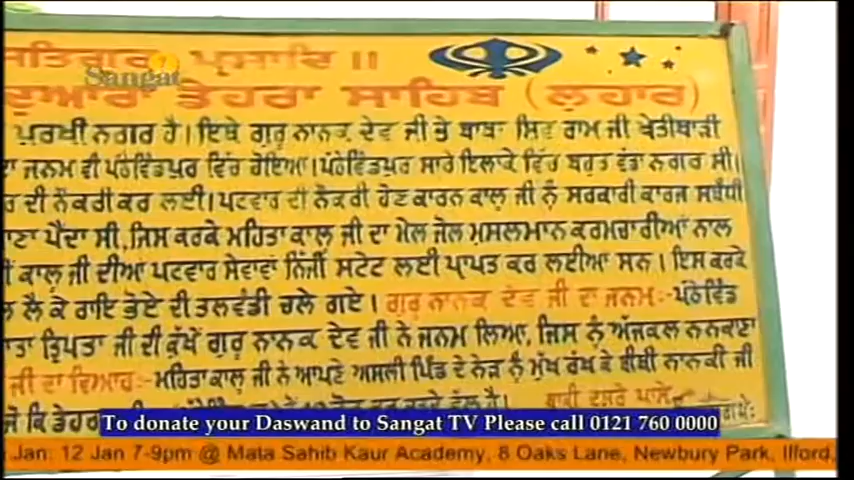 ਸਤਿਗੁਰ ਪ੍ਰਸਾਦਿ ॥
Sangat
ਦੁਆਰਾ ਡੇਹਰਾ ਸਾਹਿਬ (ਲਾਹੌਰ)
ਪਰਖੀ ਨਗਰ ਹੈ। ਇਥੇ ਗੁਰੂ ਨਾਨਕ ਦੇਵ ਜੀ ਤੇ ਬਾਬਾ ਸਿਵ ਰਾਮ ਜੀ ਖੇਤੀਬਾੜੀ
ਦਾ ਜਨਮ ਵੀ ਪੱਠੇਵਿੰਡਪੁਰ ਵਿੱਚ ਹੋਇਆ। ਪੱਠੇਵਿੰਡਪੁਰ ਸਾਰੇ ਇਲਾਕੇ ਵਿੱਚ ਬਹੁਤ ਵੱਡਾ ਨਗਰ ਸੀ।
ਰ ਦੀ ਨੌਕਰੀ ਕਰ ਲਈ। ਪਟਵਾਰ ਦੀ ਨੌਕਰੀ ਹੋਣ ਕਾਰਨ ਕਾਲੂ ਜੀ ਨੂੰ ਸਰਕਾਰੀ ਕਾਰਜ ਸਬੰਧੀ
ਣਾ ਪੈਂਦਾ ਸੀ, ਜਿਸ ਕਰਕੇ ਮਹਿਤਾ ਕਾਲੂ ਜੀ ਦਾ ਮੇਲ ਜੋਲ ਮੁਸਲਮਾਨ ਕਰਮਚਾਰੀਆਂ ਨਾਲ
ਕਾਲੂ ਜੀ ਦੀਆਂ ਪਟਵਾਰ ਸੇਵਾਵਾਂ ਨਿੱਜੀ ਸਟੇਟ ਲਈ ਪ੍ਰਾਪਤ ਕਰ ਲਈਆ ਸਨ। ਇਸ ਕਰਕੇ
ਲੈ ਕੇ ਰਾਇ ਭੋਏ ਦੀ ਤਲਵੰਡੀ ਚਲੇ ਗਏ। ਗੁਰੂ ਨਾਨਕ ਦੇਵ ਜੀ ਦਾ ਜਨਮ:- ਪੱਠੇਵਿੰਡ
ਤਾ ਤ੍ਰਿਪਤਾ ਜੀ ਦੀ ਕੁੱਖੋਂ ਗੁਰੂ ਨਾਨਕ ਦੇਵ ਜੀ ਨੇ ਜਨਮ ਲਿਆ, ਜਿਸ ਨੂੰ ਅੱਜਕਲ ਨਨਕਾਣਾ
ਜੀ ਦਾ ਵਿਆਹ:- ਮਹਿਤਾ ਕਾਲੂ ਜੀ ਨੇ ਆਪਣੇ ਅਸਲੀ ਪਿੰਡ ਦੇ ਨੇੜ ਨੂੰ ਮੁੱਖ ਰੱਖ ਕੇ ਬੀਬੀ ਨਾਨਕੀ ਜੀ
ਜੋ ਕਿ ਡੇਹਰਾ
To donate your Daswand to Sangat TV Please call 0121 760 0000
Jan: 12 Jan 7-9pm @ Mata Sahib Kaur Academy, 8 Oaks Lane, Newbury Park, Ilford,